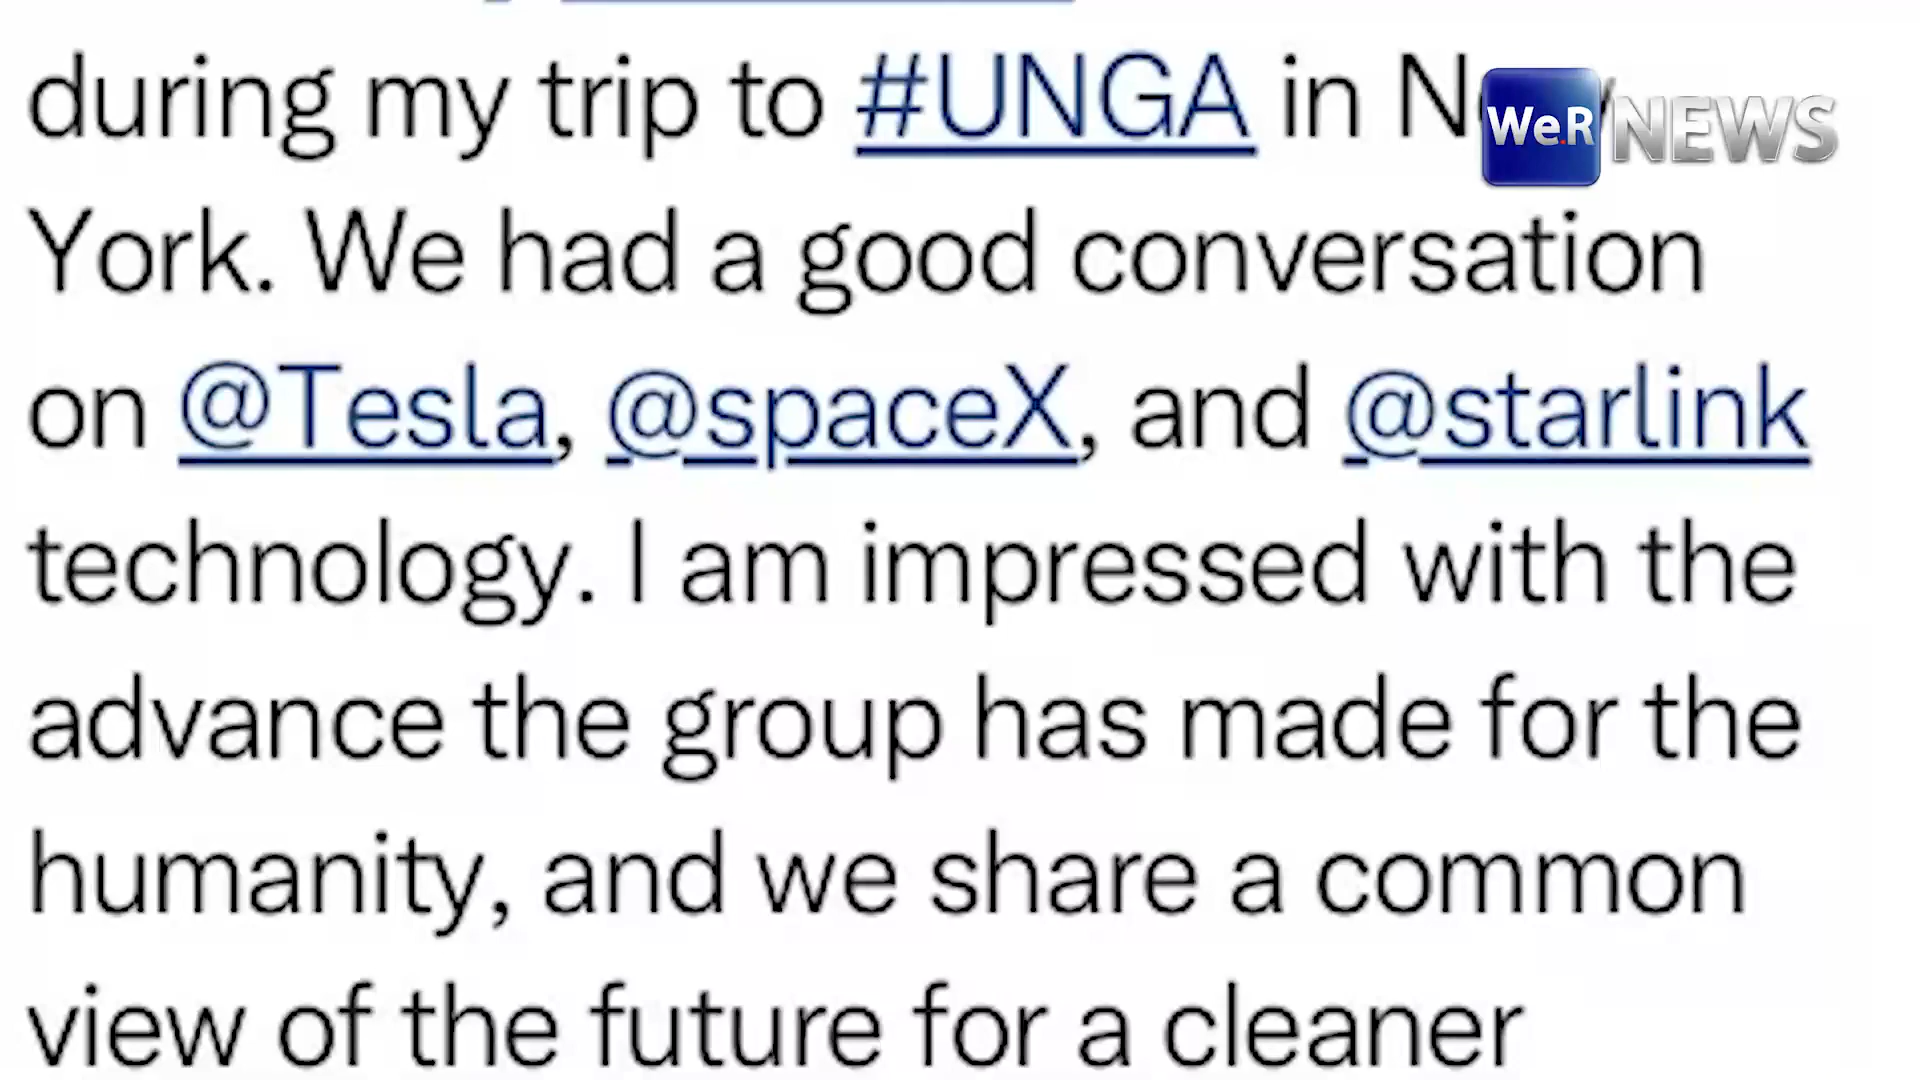 during my trip to #UNGA in
WeR NEWS
York. We had a good conversation
on @Tesla, @spaceX, and @starlink
technology. I am impressed with the
advance the group has made for the
humanity, and we share a common
view of the future for a cleaner